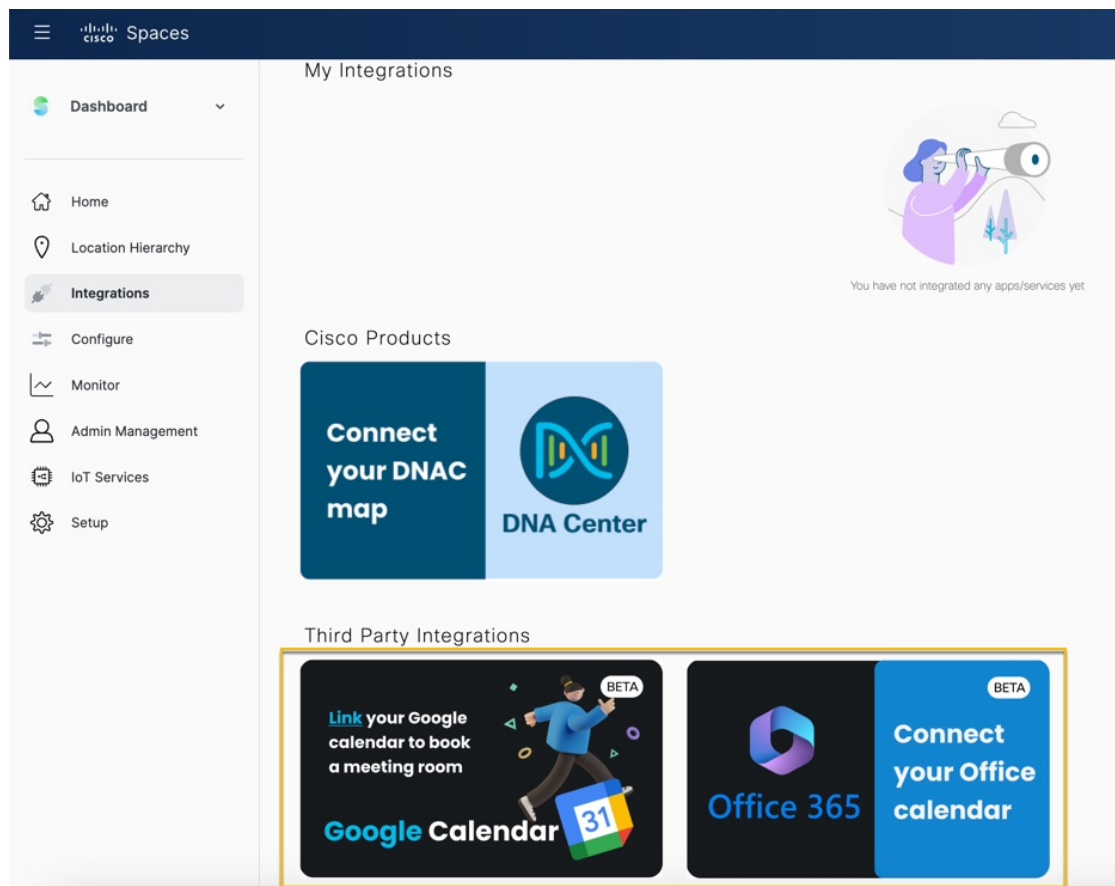 cisco Spaces
Dashboard
Home
Location Hierarchy
Integrations
Configure
Monitor
Admin Management
IoT Services
Setup
My Integrations
You have not integrated any apps/services yet
Cisco Products
Connect
your DNAC
map
DNA Center
Third Party Integrations
BETA
Link your Google
calendar to book
a meeting room
Google Calendar
31
BETA
Office 365
Connect
your Office
calendar